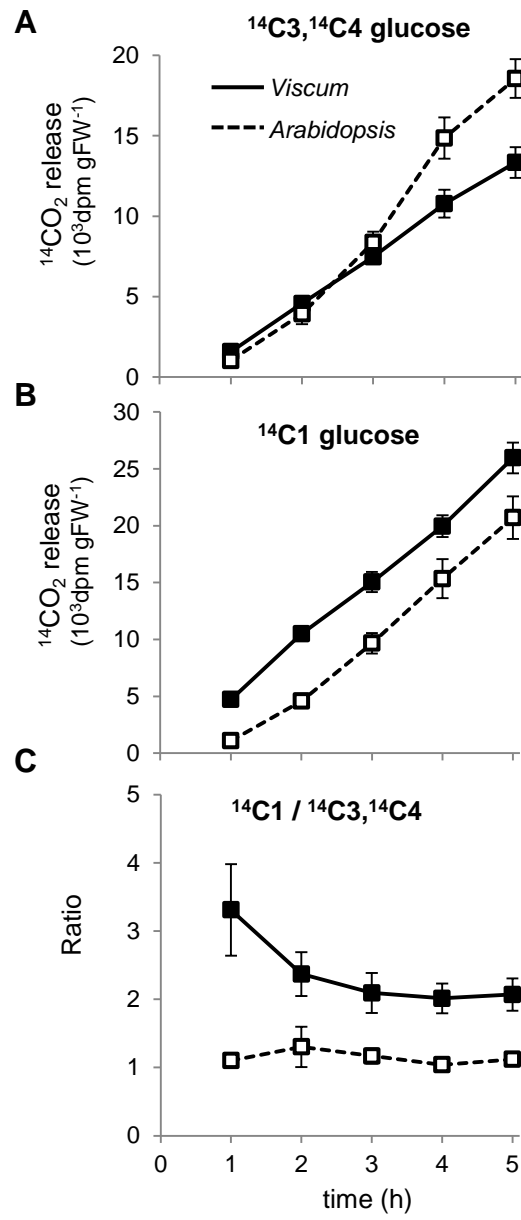 A
¹⁴C3,¹⁴C4 glucose
20
15
10
5
0
¹⁴CO₂ release
(10³dpm gFW⁻¹)
Viscum
Arabidopsis
B
¹⁴C1 glucose
30
25
20
15
10
5
0
¹⁴CO₂ release
(10³dpm gFW⁻¹)
C
¹⁴C1 / ¹⁴C3,¹⁴C4
5
4
3
2
1
0
Ratio
0 1 2 3 4 5
time (h)